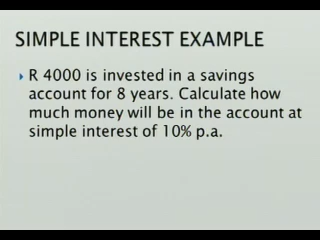 SIMPLE INTEREST EXAMPLE
R 4000 is invested in a savings
account for 8 years. Calculate how
much money will be in the account at
simple interest of 10% p.a.